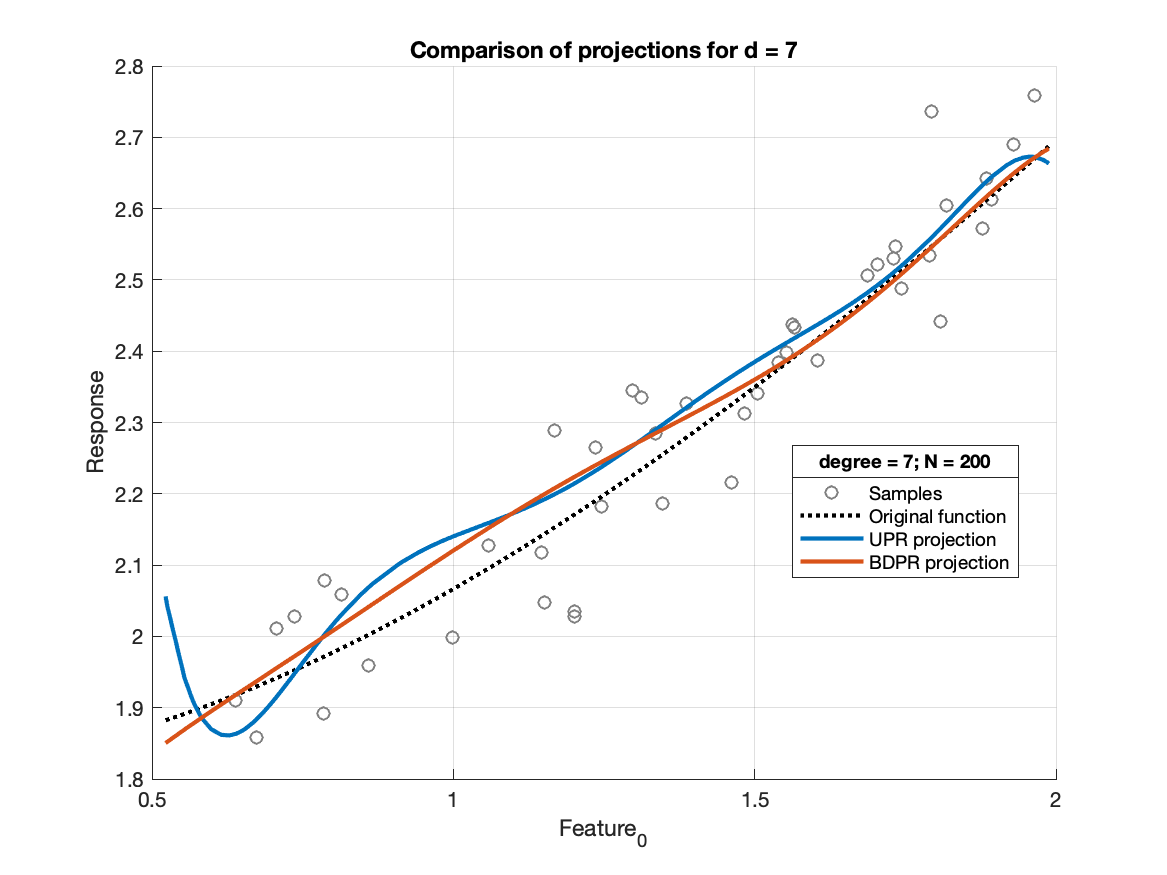 Comparison of projections for d = 7
2.8
2.7
2.6
2.5
2.4
2.3
2.2
2.1
2
1.9
1.8
Response
degree = 7; N = 200
Samples
Original function
UPR projection
BDPR projection
0.5 1 1.5 2
Feature₀